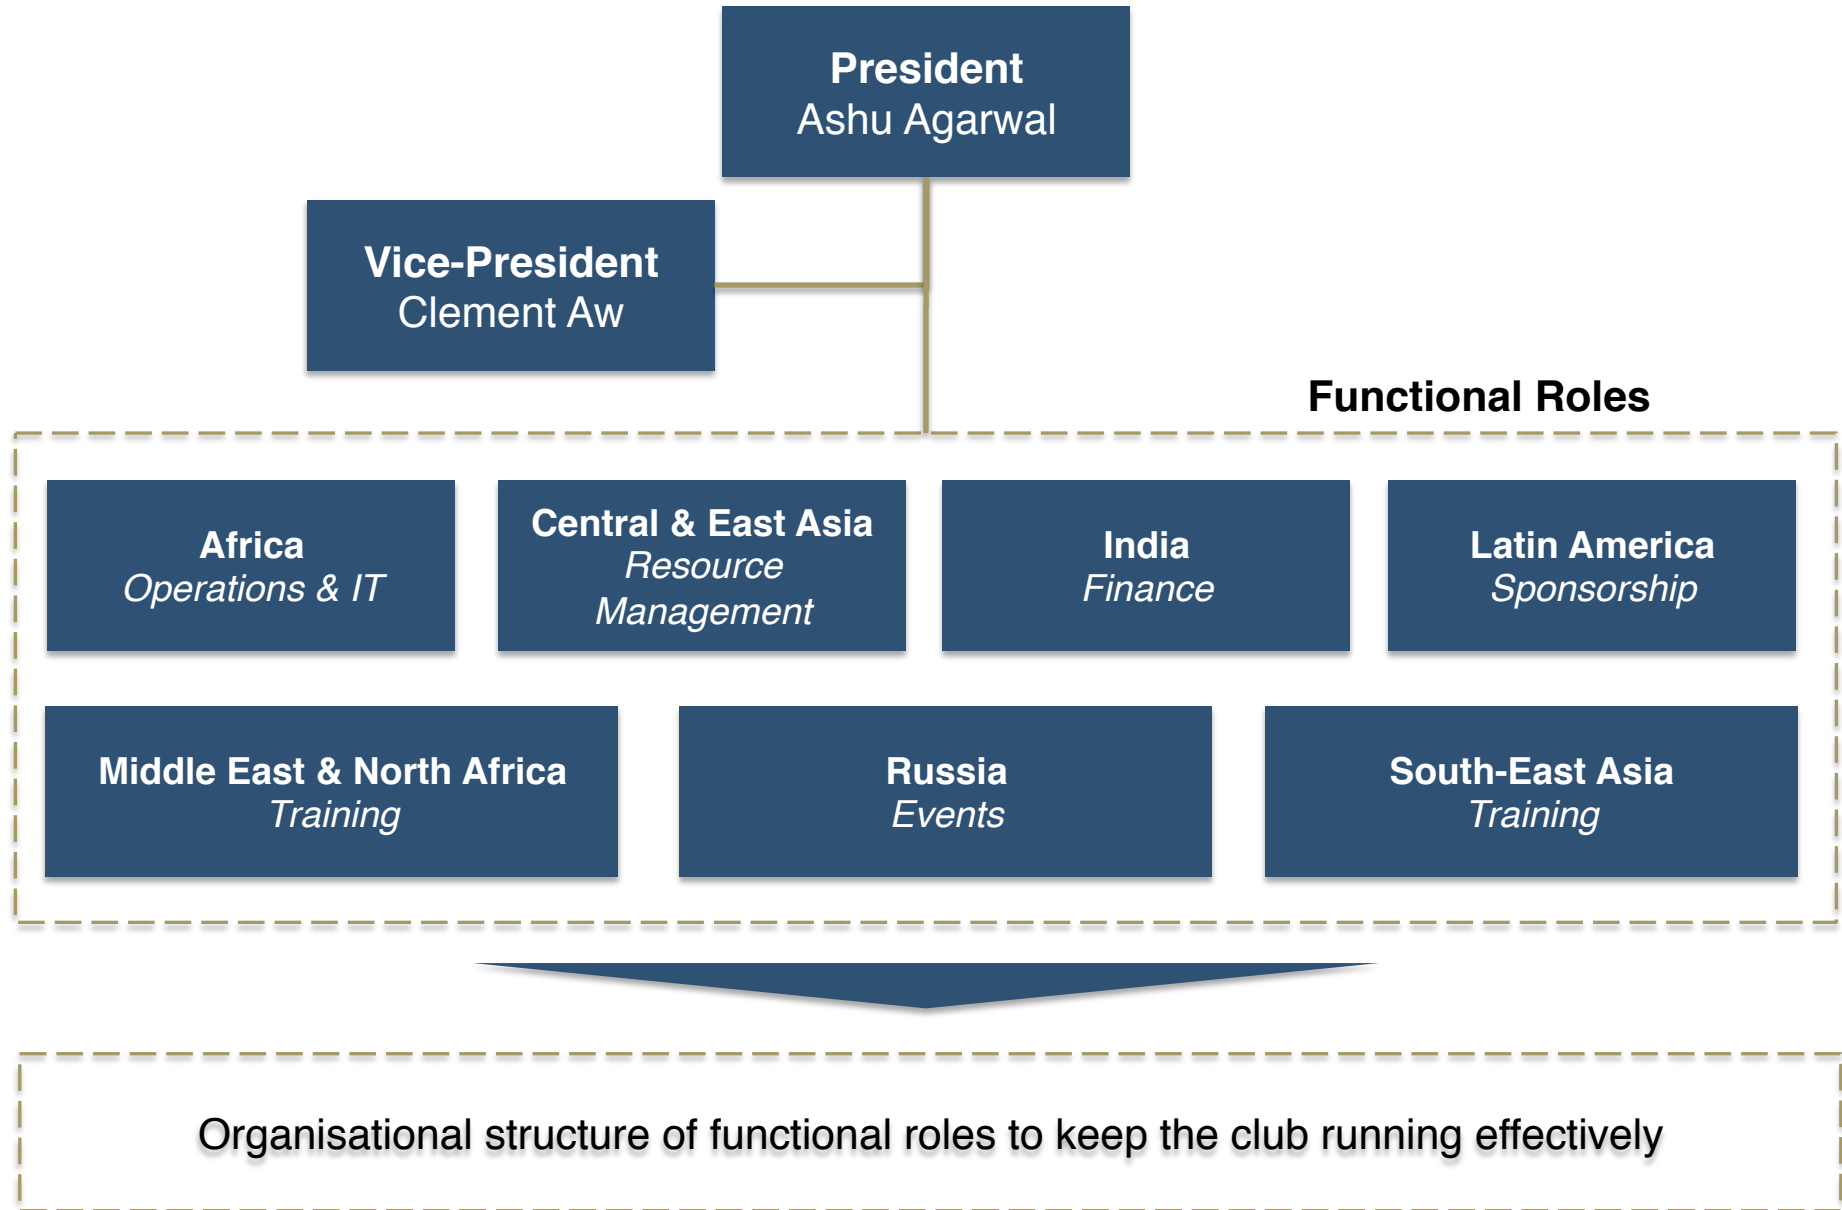 President
Ashu Agarwal
Vice-President
Clement Aw
Functional Roles
Africa
Operations & IT
Central & East Asia
Resource
Management
India
Finance
Latin America
Sponsorship
Middle East & North Africa
Training
Russia
Events
South-East Asia
Training
Organisational structure of functional roles to keep the club running effectively